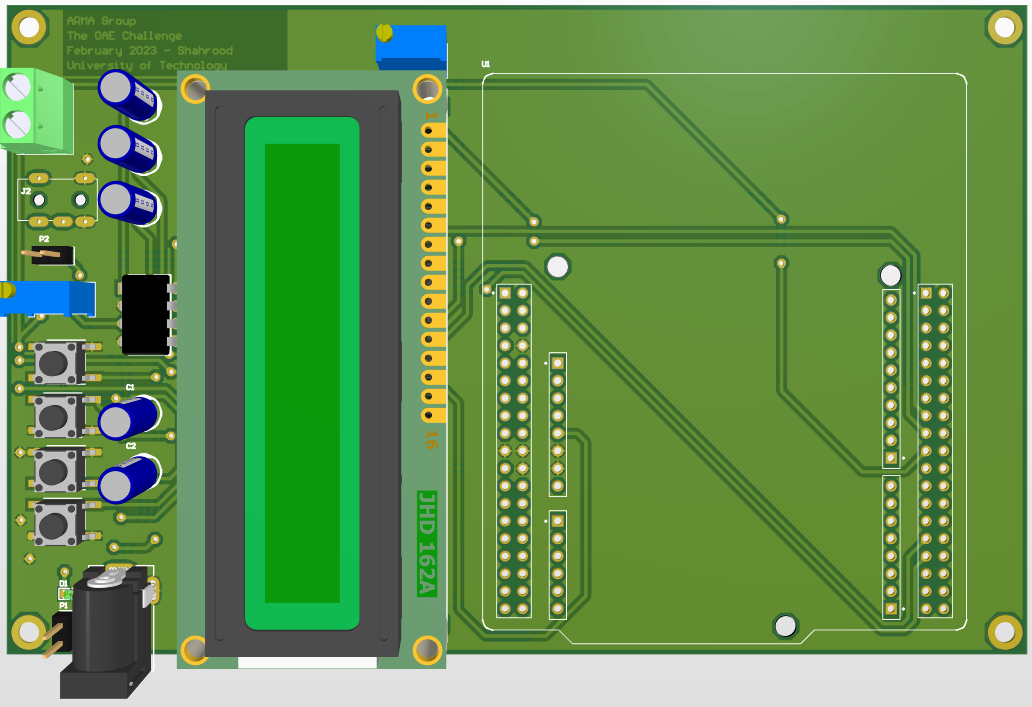 ARMA Group
The OAE Challenge
February 2023 - Shahrood
University of Technology
U1
J2
P2
1
C1
C2
16
JHD 162A
D1
P1